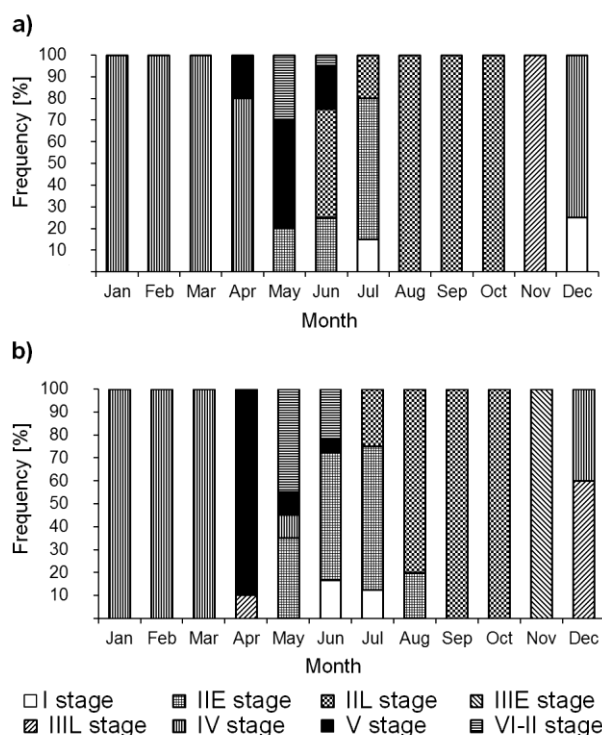 a)
Frequency [%]
100
90
80
70
60
50
40
30
20
10
Jan Feb Mar Apr May Jun Jul Aug Sep Oct Nov Dec
Month
b)
Frequency [%]
100
90
80
70
60
50
40
30
20
10
Jan Feb Mar Apr May Jun Jul Aug Sep Oct Nov Dec
Month
I stage IIE stage IIL stage IIIE stage
IIIL stage IV stage V stage VI-II stage